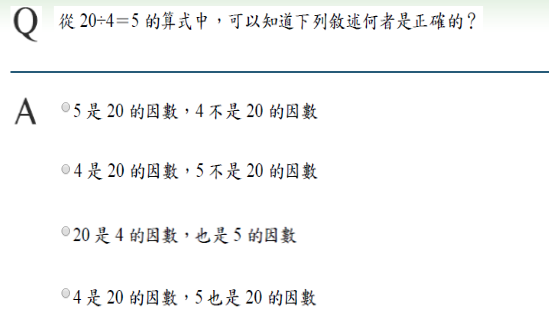 Q 從 20÷4=5 的算式中，可以知道下列敘述何者是正確的？
A 5 是 20 的因數，4 不是 20 的因數
4 是 20 的因數，5 不是 20 的因數
20 是 4 的因數，也是 5 的因數
4 是 20 的因數，5 也是 20 的因數